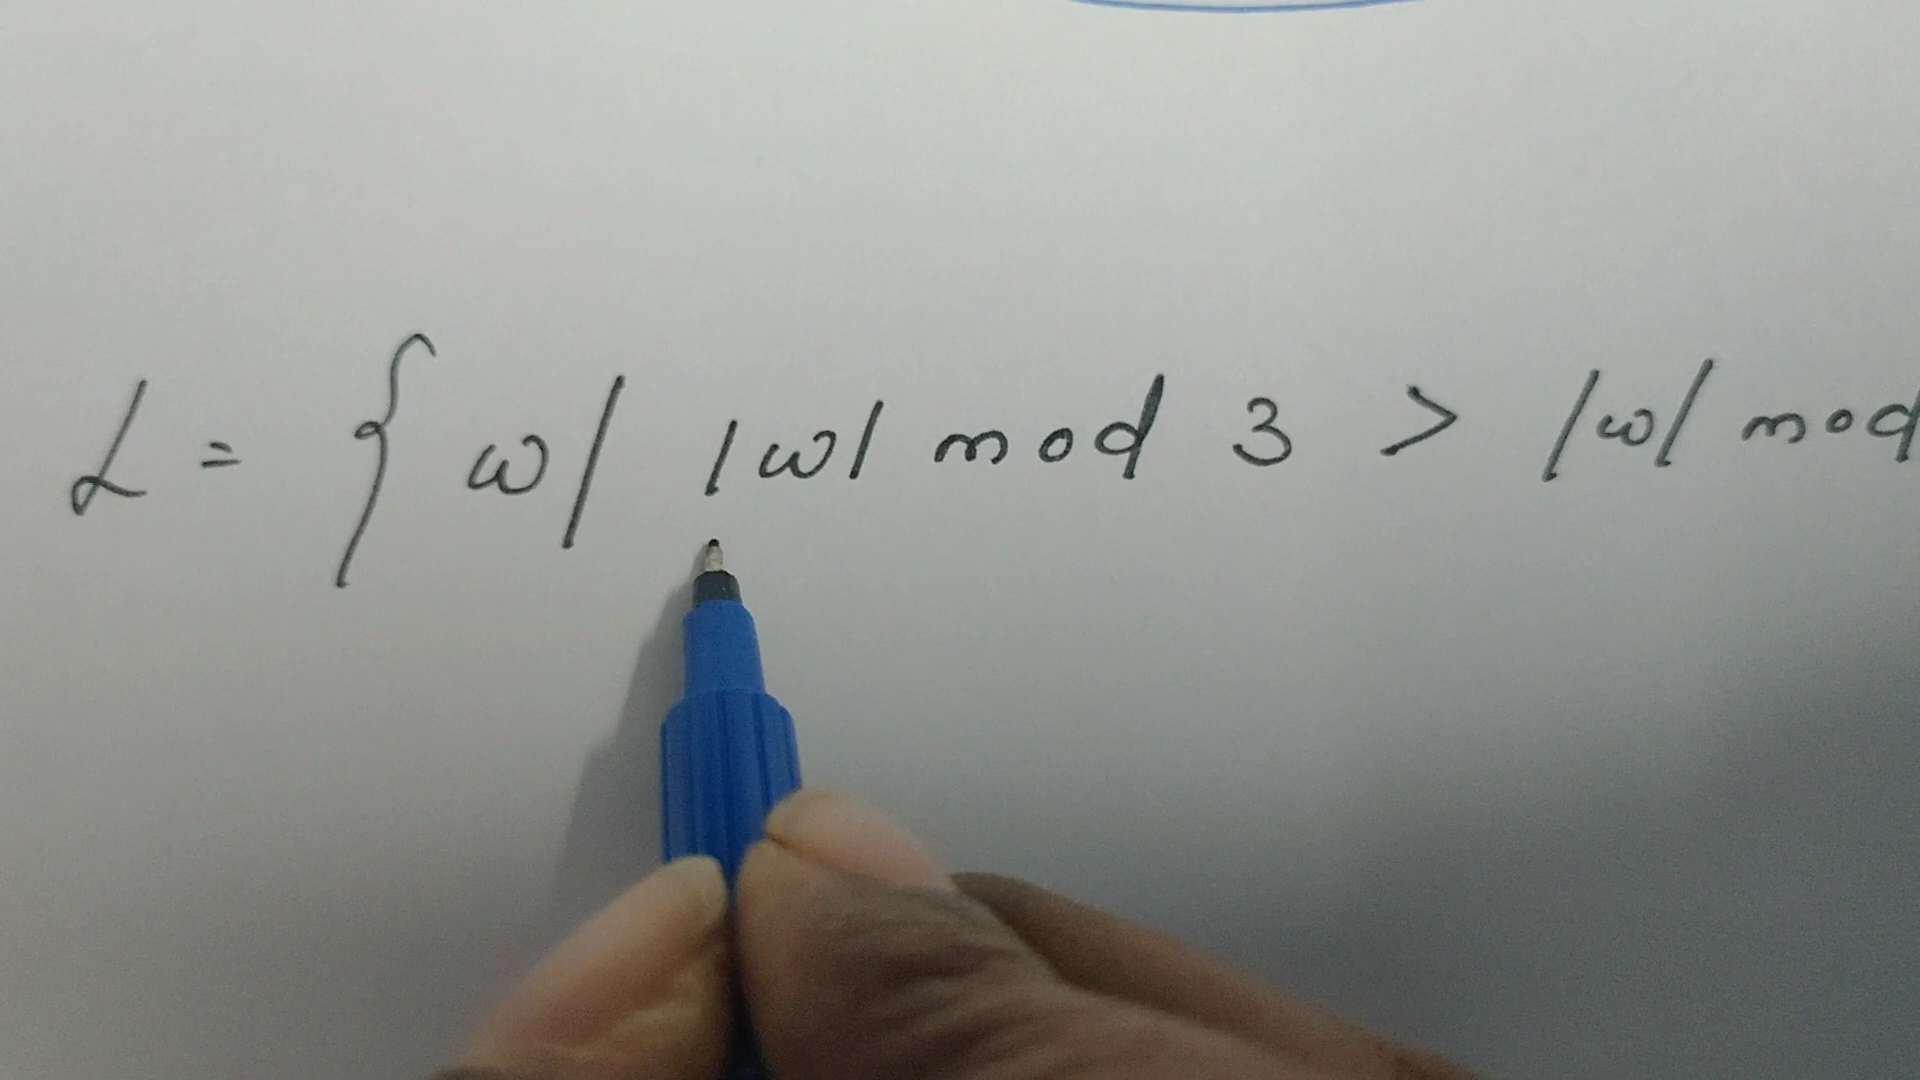 L = { w / |w| mod 3 > |w| mod